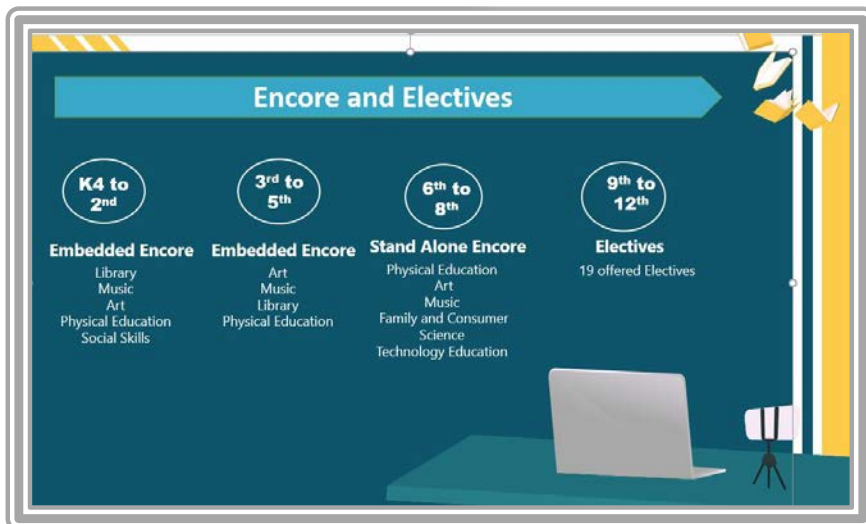 Encore and Electives
K4 to
2nd
Embedded Encore
Library
Music
Art
Physical Education
Social Skills
3rd to
5th
Embedded Encore
Art
Music
Library
Physical Education
6th to
8th
Stand Alone Encore
Physical Education
Art
Music
Family and Consumer
Science
Technology Education
9th to
12th
Electives
19 offered Electives